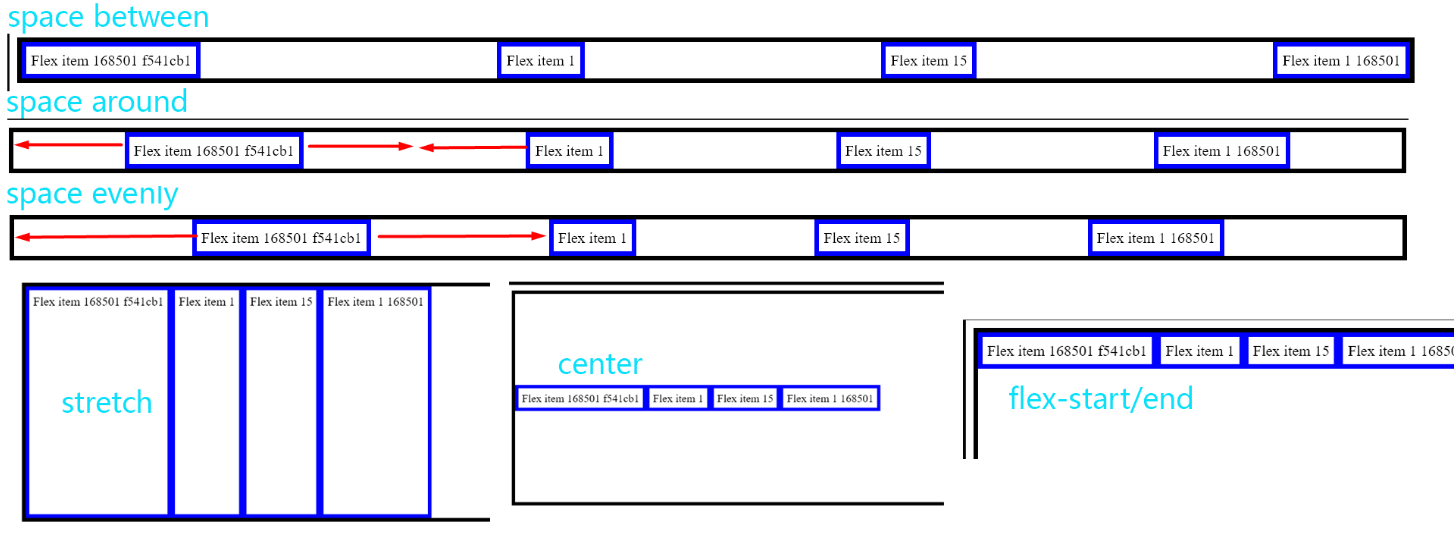 space between
Flex item 168501 f541cb1 Flex item 1 Flex item 15 Flex item 1 168501
space around
Flex item 168501 f541cb1 Flex item 1 Flex item 15 Flex item 1 168501
space evenly
Flex item 168501 f541cb1 Flex item 1 Flex item 15 Flex item 1 168501
Flex item 168501 f541cb1 Flex item 1 Flex item 15 Flex item 1 168501
stretch
center
Flex item 168501 f541cb1 Flex item 1 Flex item 15 Flex item 1 168501
Flex item 168501 f541cb1 Flex item 1 Flex item 15 Flex item 1 1685
flex-start/end